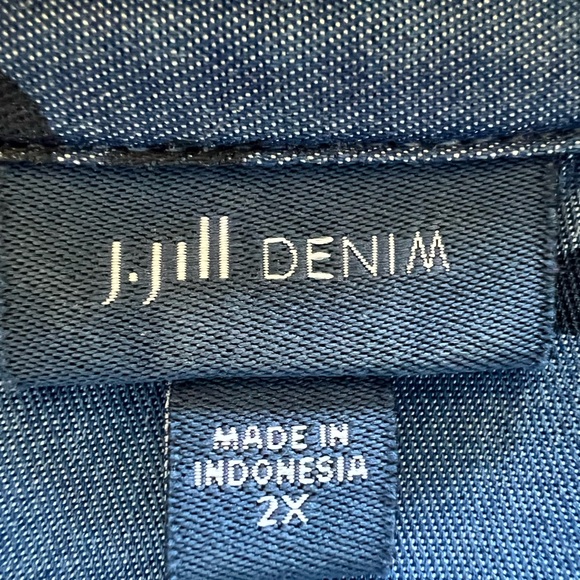 J.Jill DENIM
MADE IN
INDONESIA
2X